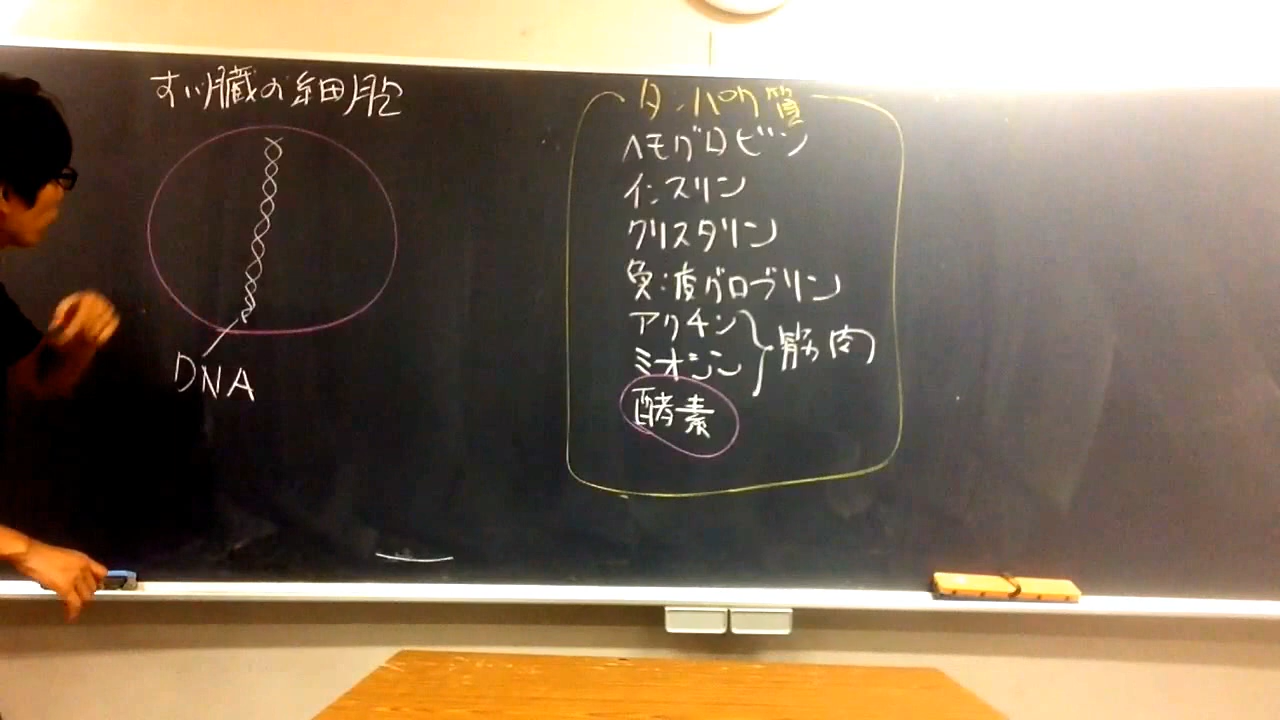 すい臓の細胞
DNA
タンパク質
ヘモグロビン
インスリン
クリスタリン
免疫グロブリン
アクチン
ミオシン
筋肉
酵素